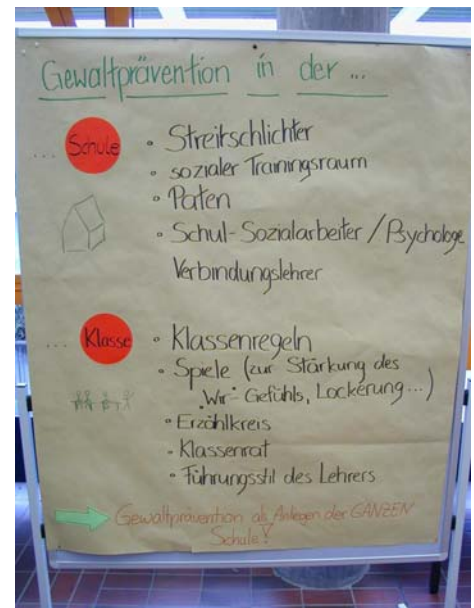 Gewaltprävention in der ...
... Schule
• Streitschlichter
• sozialer Trainingsraum
• Paten
• Schul-Sozialarbeiter / Psychologe
Verbindungslehrer
... Klasse
• Klassenregeln
• Spiele (zur Stärkung des
"Wir"-Gefühls, Lockerung...)
• Erzählkreis
• Klassenrat
• Führungsstil des Lehrers
Gewaltprävention als Anliegen der GANZEN
Schule!